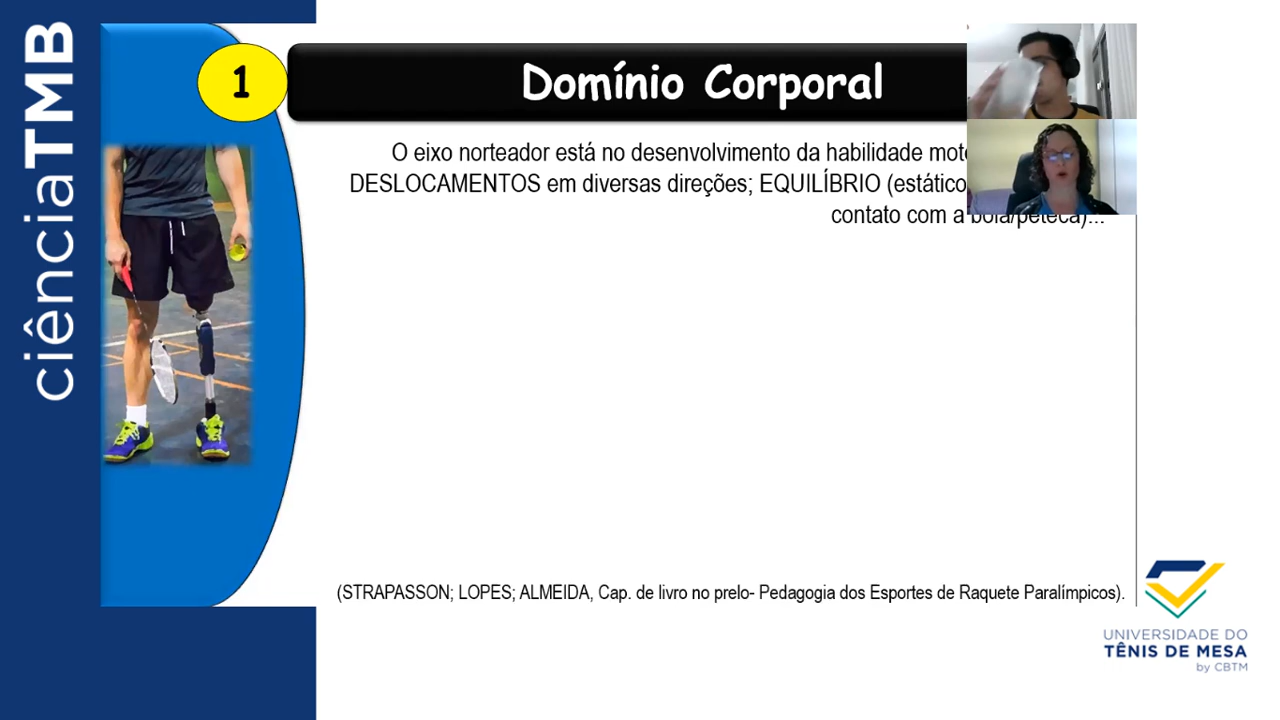 ciênciaTMB
1
Domínio Corporal
O eixo norteador está no desenvolvimento da habilidade
DESLOCAMENTOS em diversas direções; EQUILÍBRIO (estático
contato com a bola/peteca)...
(STRAPASSON; LOPES; ALMEIDA, Cap. de livro no prelo- Pedagogia dos Esportes de Raquete Paralímpicos).
UNIVERSIDADE DO
TÊNIS DE MESA
by CBTM